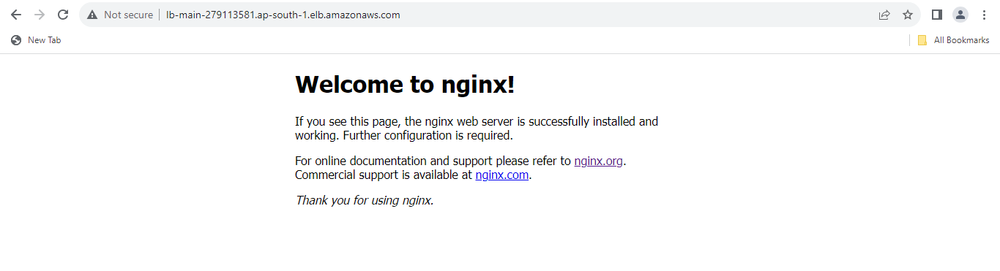 Not secure | lb-main-279113581.ap-south-1.elb.amazonaws.com
New Tab All Bookmarks
Welcome to nginx!
If you see this page, the nginx web server is successfully installed and
working. Further configuration is required.
For online documentation and support please refer to nginx.org.
Commercial support is available at nginx.com.
Thank you for using nginx.